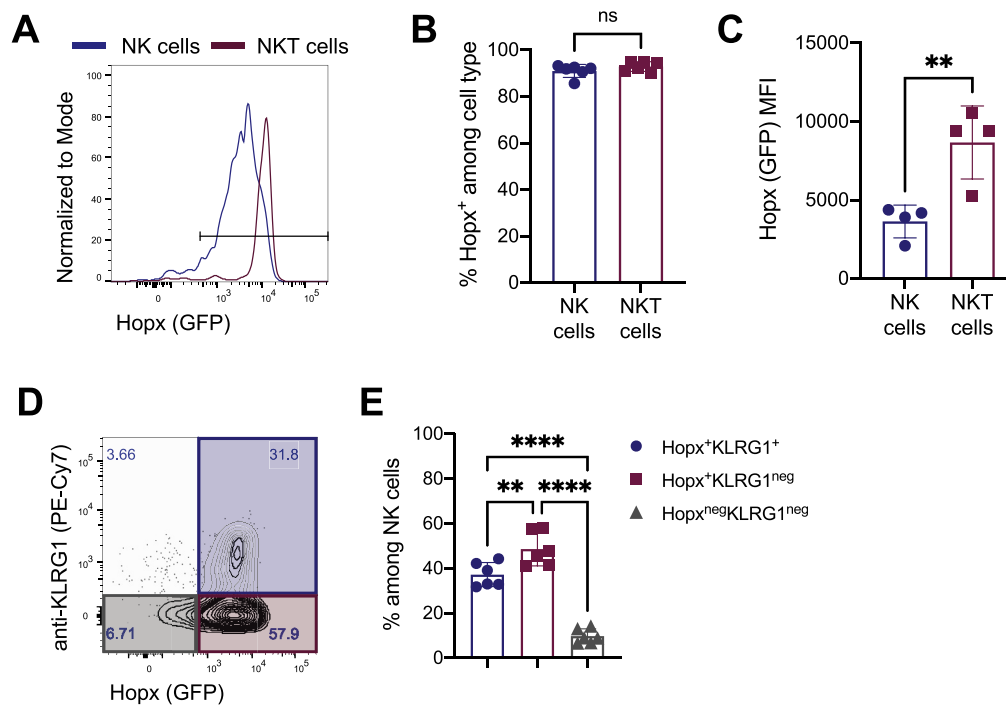 A
NK cells NKT cells
Normalized to Mode
100
80
60
40
20
0
0 10³ 10⁴ 10⁵
Hopx (GFP)
B
ns
% Hopx⁺ among cell type
100
80
60
40
20
0
NK cells
NKT cells
C
**
Hopx (GFP) MFI
15000
10000
5000
0
NK cells
NKT cells
D
anti-KLRG1 (PE-Cy7)
3.66 31.8
10⁵
10⁴
10³
0
6.71 57.9
0 10³ 10⁴ 10⁵
Hopx (GFP)
E
% among NK cells
100
80
60
40
20
0
****
** ****
Hopx⁺KLRG1⁺
Hopx⁺KLRG1ⁿᵉᵍ
HopxⁿᵉᵍKLRG1ⁿᵉᵍ